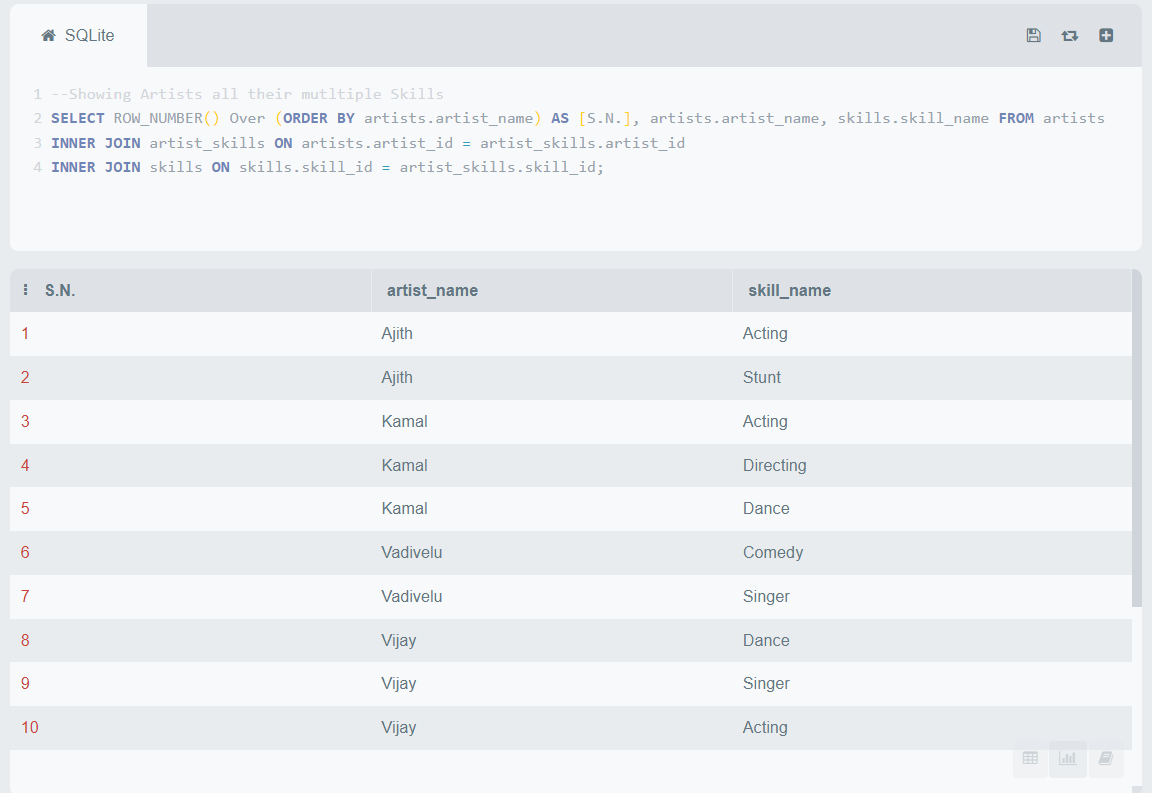 SQLite
1 --Showing Artists all their mutltiple Skills
2 SELECT ROW_NUMBER() Over (ORDER BY artists.artist_name) AS [S.N.], artists.artist_name, skills.skill_name FROM artists
3 INNER JOIN artist_skills ON artists.artist_id = artist_skills.artist_id
4 INNER JOIN skills ON skills.skill_id = artist_skills.skill_id;
S.N. artist_name skill_name
1 Ajith Acting
2 Ajith Stunt
3 Kamal Acting
4 Kamal Directing
5 Kamal Dance
6 Vadivelu Comedy
7 Vadivelu Singer
8 Vijay Dance
9 Vijay Singer
10 Vijay Acting